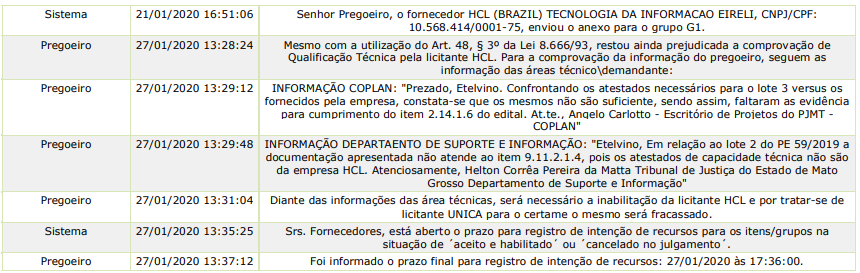 Sistema 21/01/2020 16:51:06 Senhor Pregoeiro, o fornecedor HCL (BRAZIL) TECNOLOGIA DA INFORMACAO EIRELI, CNPJ/CPF:
10.568.414/0001-75, enviou o anexo para o grupo G1.
Pregoeiro 27/01/2020 13:28:24 Mesmo com a utilização do Art. 48, § 3º da Lei 8.666/93, restou ainda prejudicada a comprovação de
Qualificação Técnica pela licitante HCL. Para a comprovação da informação do pregoeiro, seguem as
informação das áreas técnico\demandante:
Pregoeiro 27/01/2020 13:29:12 INFORMAÇÃO COPLAN: "Prezado, Etelvino. Confrontando os atestados necessários para o lote 3 versus os
fornecidos pela empresa, constata-se que os mesmos não são suficiente, sendo assim, faltaram as evidência
para cumprimento do item 2.14.1.6 do edital. At.te., Angelo Carlotto - Escritório de Projetos do PJMT -
COPLAN"
Pregoeiro 27/01/2020 13:29:48 INFORMAÇÃO DEPARTAENTO DE SUPORTE E INFORMAÇÃO: "Etelvino, Em relação ao lote 2 do PE 59/2019 a
documentação apresentada não atende ao item 9.11.2.1.4, pois os atestados de capacidade técnica não são
da empresa HCL. Atenciosamente, Helton Corrêa Pereira da Matta Tribunal de Justiça do Estado de Mato
Grosso Departamento de Suporte e Informação"
Pregoeiro 27/01/2020 13:31:04 Diante das informações das área técnicas, será necessário a inabilitação da licitante HCL e por tratar-se de
licitante UNICA para o certame o mesmo será fracassado.
Sistema 27/01/2020 13:35:25 Srs. Fornecedores, está aberto o prazo para registro de intenção de recursos para os itens/grupos na
situação de ´aceito e habilitado´ ou ´cancelado no julgamento´.
Pregoeiro 27/01/2020 13:37:12 Foi informado o prazo final para registro de intenção de recursos: 27/01/2020 às 17:36:00.